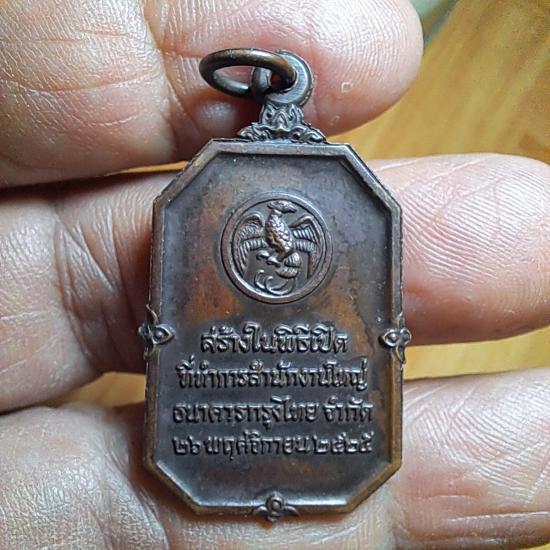 สร้างในพิธีเปิด
ที่ทำการสำนักงานใหญ่
ธนาคารกรุงไทย จำกัด
๒๖ พฤศจิกายน ๒๕๒๕